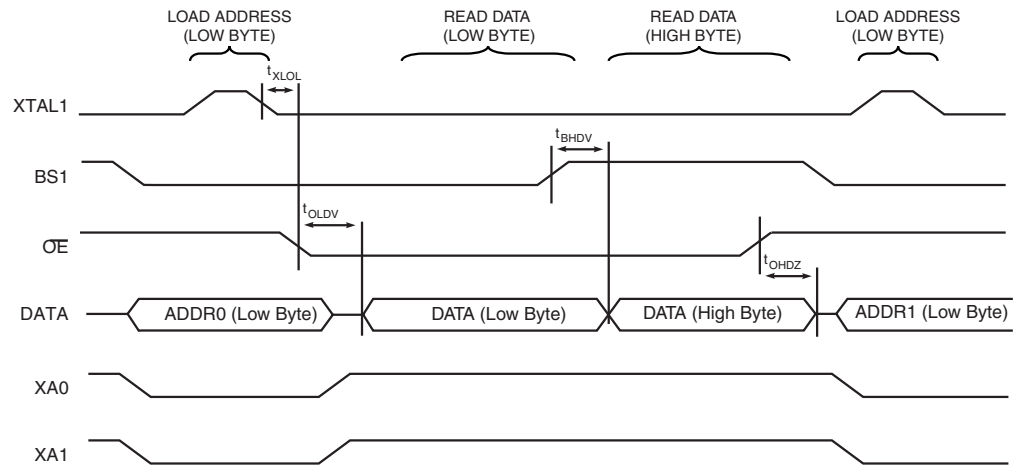 LOAD ADDRESS
(LOW BYTE)
READ DATA
(LOW BYTE)
READ DATA
(HIGH BYTE)
LOAD ADDRESS
(LOW BYTE)
tXLOL
XTAL1
tBHDV
BS1
tOLDV
OE
tOHDZ
DATA
ADDR0 (Low Byte)
DATA (Low Byte)
DATA (High Byte)
ADDR1 (Low Byte)
XA0
XA1